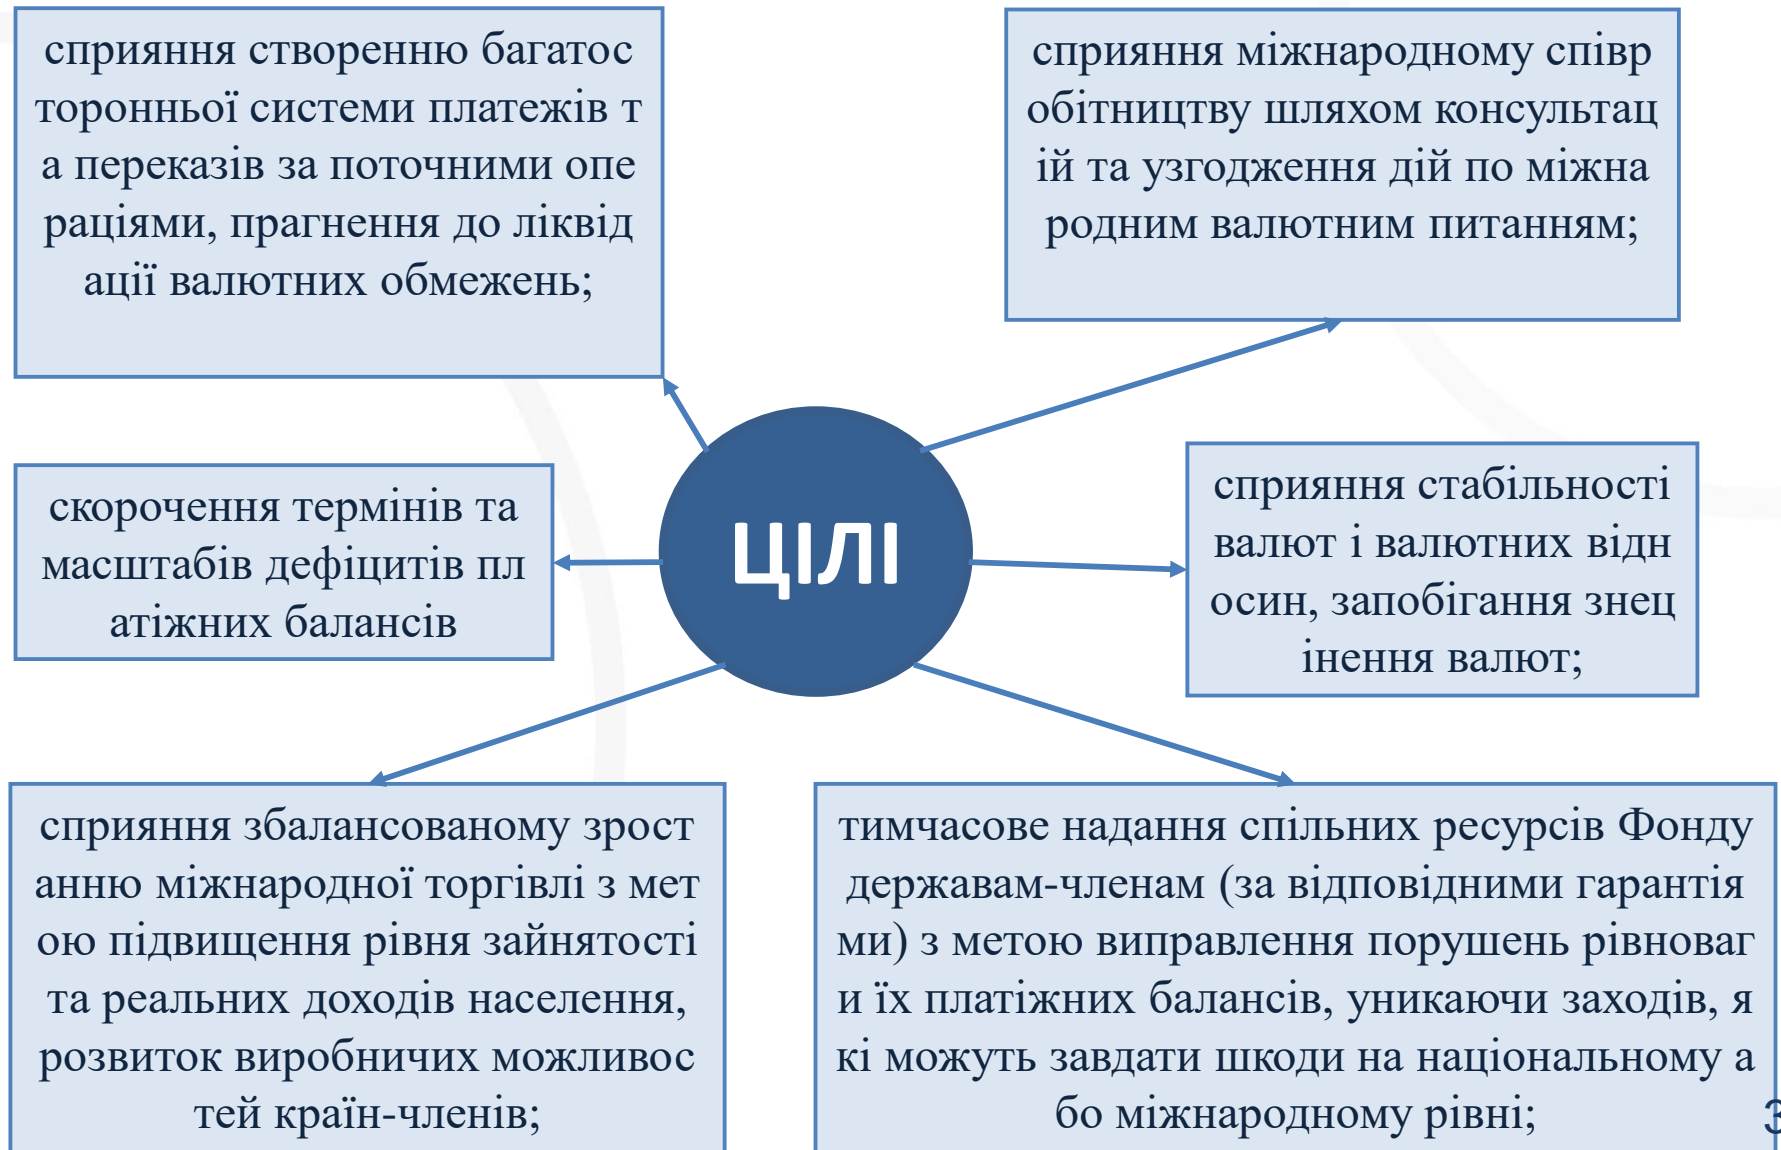 сприяння створенню багатос
торонньої системи платежів т
а переказів за поточними опе
раціями, прагнення до ліквід
ації валютних обмежень;
сприяння міжнародному співр
обітництву шляхом консультац
ій та узгодження дій по міжна
родним валютним питанням;
скорочення термінів та
масштабів дефіцитів пл
атіжних балансів
ЦІЛІ
сприяння стабільності
валют і валютних відн
осин, запобігання знец
інення валют;
сприяння збалансованому зрост
анню міжнародної торгівлі з мет
ою підвищення рівня зайнятості
та реальних доходів населення,
розвиток виробничих можливос
тей країн-членів;
тимчасове надання спільних ресурсів Фонду
державам-членам (за відповідними гарантія
ми) з метою виправлення порушень рівноваг
и їх платіжних балансів, уникаючи заходів, я
кі можуть завдати шкоди на національному а
бо міжнародному рівні;
3